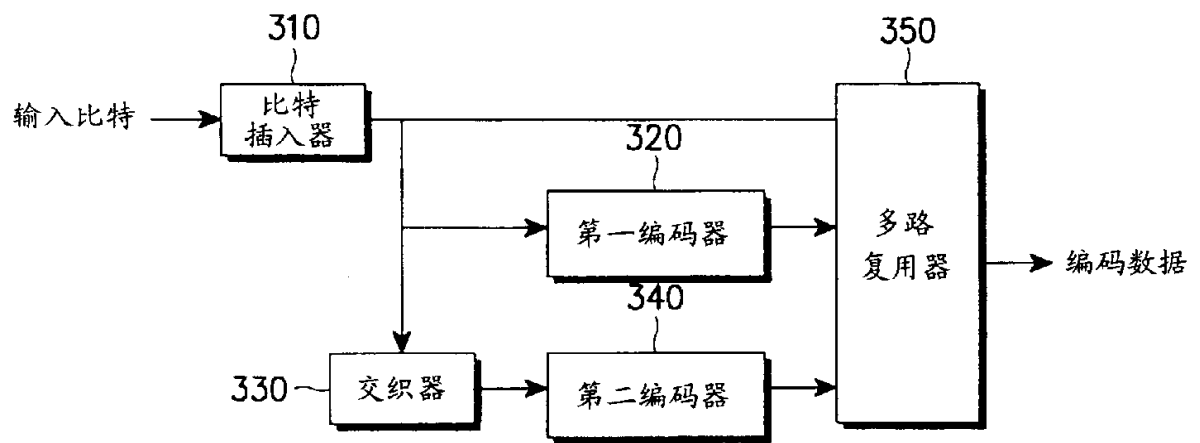 310
350
输入比特
比特
插入器
320
第一编码器
多路
复用器
编码数据
340
330
交织器
第二编码器